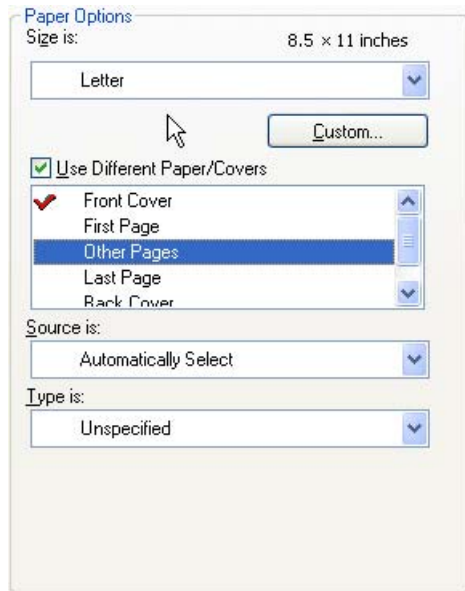 Paper Options
Size is:
8.5 × 11 inches
Letter
Custom...
Use Different Paper/Covers
Front Cover
First Page
Other Pages
Last Page
Back Cover
Source is:
Automatically Select
Type is:
Unspecified